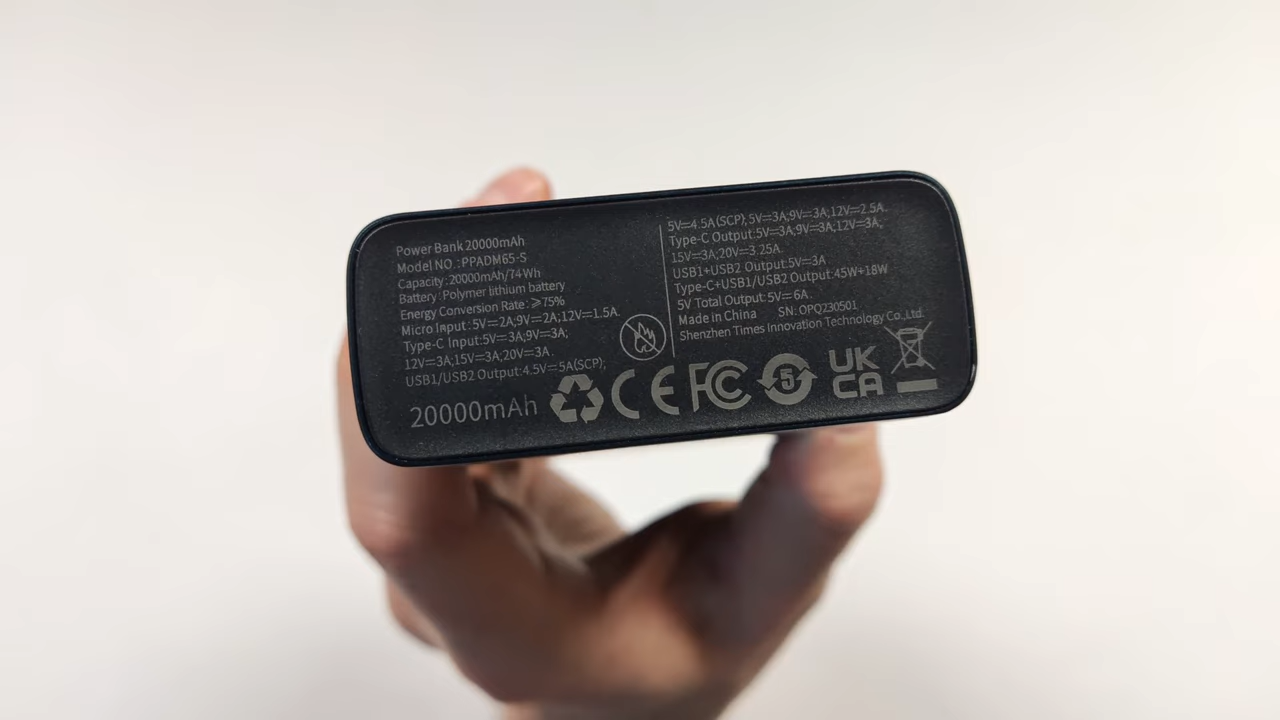 Power Bank 20000mAh
Model NO.:PPADM65-S
Capacity:20000mAh/74Wh
Battery: Polymer lithium battery
Energy Conversion Rate: ⩾75%
Micro Input:5V⎓2A;9V⎓2A;12V⎓1.5A.
Type-C Input:5V⎓3A;9V⎓3A;
12V⎓3A;15V⎓3A;20V⎓3A.
USB1/USB2 Output:4.5V⎓5A(SCP);
5V⎓4.5A(SCP),5V⎓3A;9V⎓3A;12V⎓2.5A.
Type-C Output:5V⎓3A;9V⎓3A;12V⎓3A,
15V⎓3A;20V⎓3.25A.
USB1+USB2 Output:5V⎓3A
Type-C+USB1/USB2 Output:45W+18W
5V Total Output: 5V⎓6A.
Made in China SN: OPQ230501
Shenzhen Times Innovation Technology Co.,Ltd.
20000mAh CE FC 5 UK CA